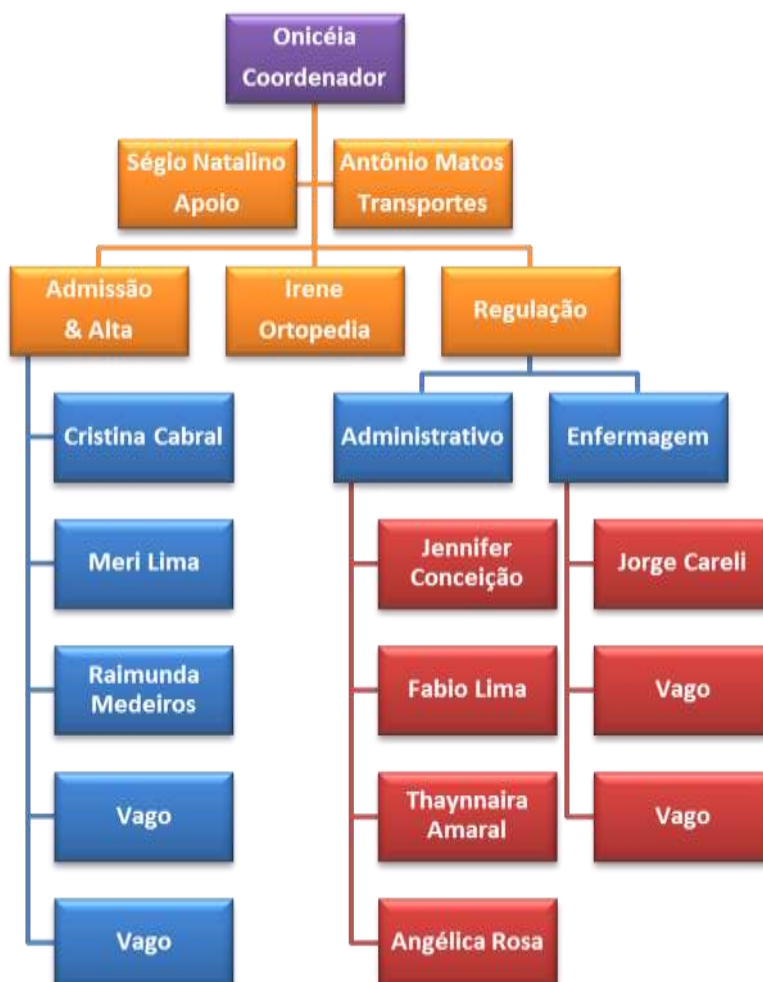 Onicéia
Coordenador
Ségio Natalino
Apoio
Antônio Matos
Transportes
Admissão
& Alta
Irene
Ortopedia
Regulação
Cristina Cabral
Meri Lima
Raimunda
Medeiros
Vago
Vago
Administrativo
Jennifer
Conceição
Fabio Lima
Thaynnaira
Amaral
Angélica Rosa
Enfermagem
Jorge Careli
Vago
Vago